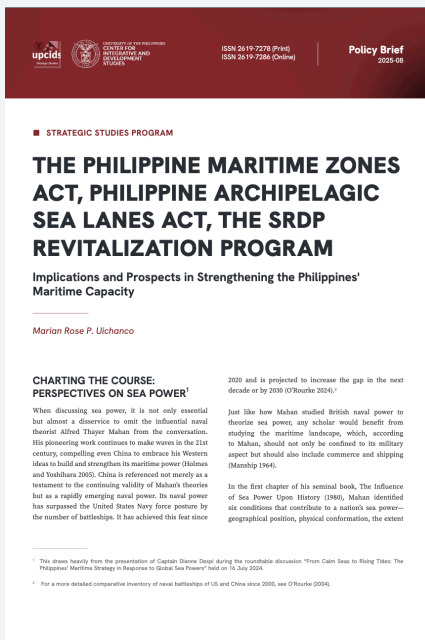 upcids
Strategic Studies
UNIVERSITY OF THE PHILIPPINES
CENTER FOR
INTEGRATIVE AND
DEVELOPMENT
STUDIES
ISSN 2619-7278 (Print)
ISSN 2619-7286 (Online)
Policy Brief
2025-08
STRATEGIC STUDIES PROGRAM
THE PHILIPPINE MARITIME ZONES
ACT, PHILIPPINE ARCHIPELAGIC
SEA LANES ACT, THE SRDP
REVITALIZATION PROGRAM
Implications and Prospects in Strengthening the Philippines'
Maritime Capacity
Marian Rose P. Uichanco
CHARTING THE COURSE:
PERSPECTIVES ON SEA POWER¹
When discussing sea power, it is not only essential
but almost a disservice to omit the influential naval
theorist Alfred Thayer Mahan from the conversation.
His pioneering work continues to make waves in the 21st
century, compelling even China to embrace his Western
ideas to build and strengthen its maritime power (Holmes
and Yoshihara 2005). China is referenced not merely as a
testament to the continuing validity of Mahan's theories
but as a rapidly emerging naval power. Its naval power
has surpassed the United States Navy force posture by
the number of battleships. It has achieved this feat since
2020 and is projected to increase the gap in the next
decade or by 2030 (O'Rourke 2024).²
Just like how Mahan studied British naval power to
theorize sea power, any scholar would benefit from
studying the maritime landscape, which, according
to Mahan, should not only be confined to its military
aspect but should also include commerce and shipping
(Manship 1964).
In the first chapter of his seminal book, The Influence
of Sea Power Upon History (1980), Mahan identified
six conditions that contribute to a nation's sea power—
geographical position, physical conformation, the extent
¹ This draws heavily from the presentation of Captain Dianne Despi during the roundtable discussion "From Calm Seas to Rising Tides: The
Philippines' Maritime Strategy in Response to Global Sea Powers" held on 16 July 2024.
² For a more detailed comparative inventory of naval battleships of US and China since 2000, see O'Rourke (2004).